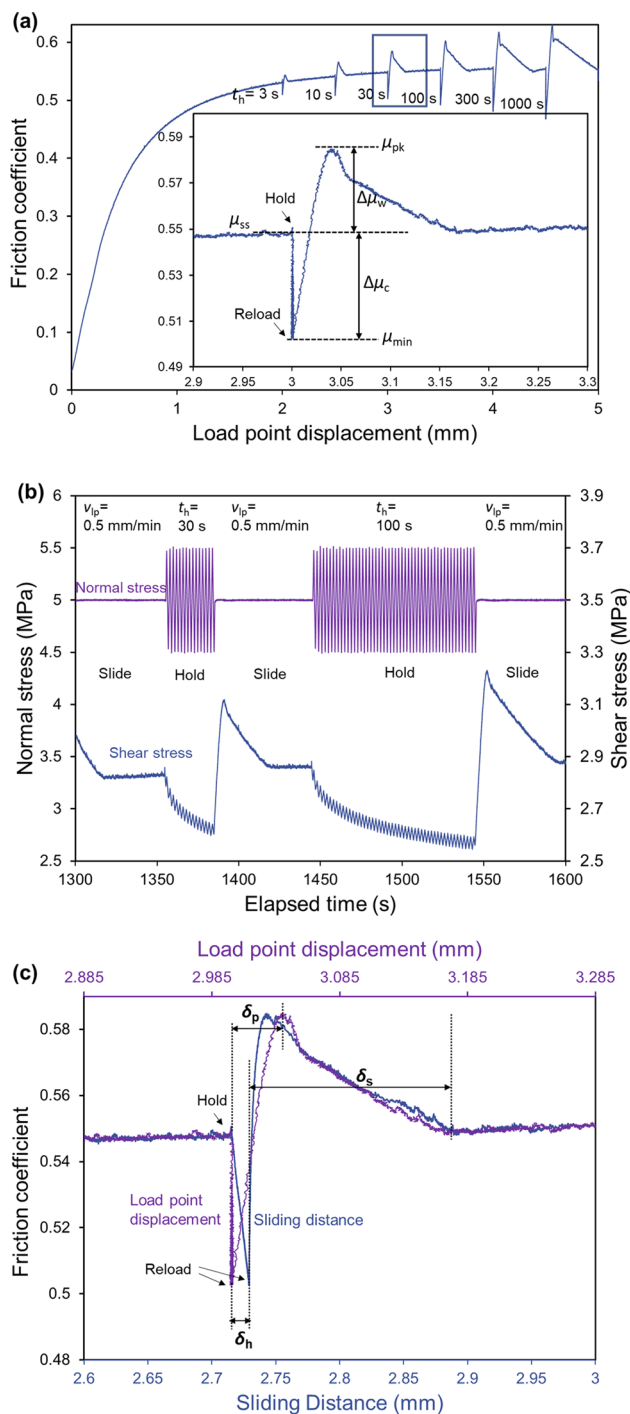 (a)
0.6
0.5
0.4
0.3
0.2
0.1
0
Friction coefficient
th= 3 s 10 s 30 s 100 s 300 s 1000 s
0.59
0.57
0.55
0.53
0.51
0.49
μpk
Hold
Δμw
μss
Δμc
Reload
μmin
2.9 2.95 3 3.05 3.1 3.15 3.2 3.25 3.3
0 1 2 3 4 5
Load point displacement (mm)
(b)
6
5.5
5
4.5
4
3.5
3
2.5
Normal stress (MPa)
3.9
3.7
3.5
3.3
3.1
2.9
2.7
2.5
Shear stress (MPa)
vlp= th= vlp= th= vlp=
0.5 mm/min 30 s 0.5 mm/min 100 s 0.5 mm/min
Normal stress
Slide Hold Slide Hold Slide
Shear stress
1300 1350 1400 1450 1500 1550 1600
Elapsed time (s)
(c)
Load point displacement (mm)
2.885 2.985 3.085 3.185 3.285
0.58
0.56
0.54
0.52
0.5
0.48
Friction coefficient
δp
δs
Hold
Load point
displacement
Sliding distance
Reload
δh
2.6 2.65 2.7 2.75 2.8 2.85 2.9 2.95 3
Sliding Distance (mm)